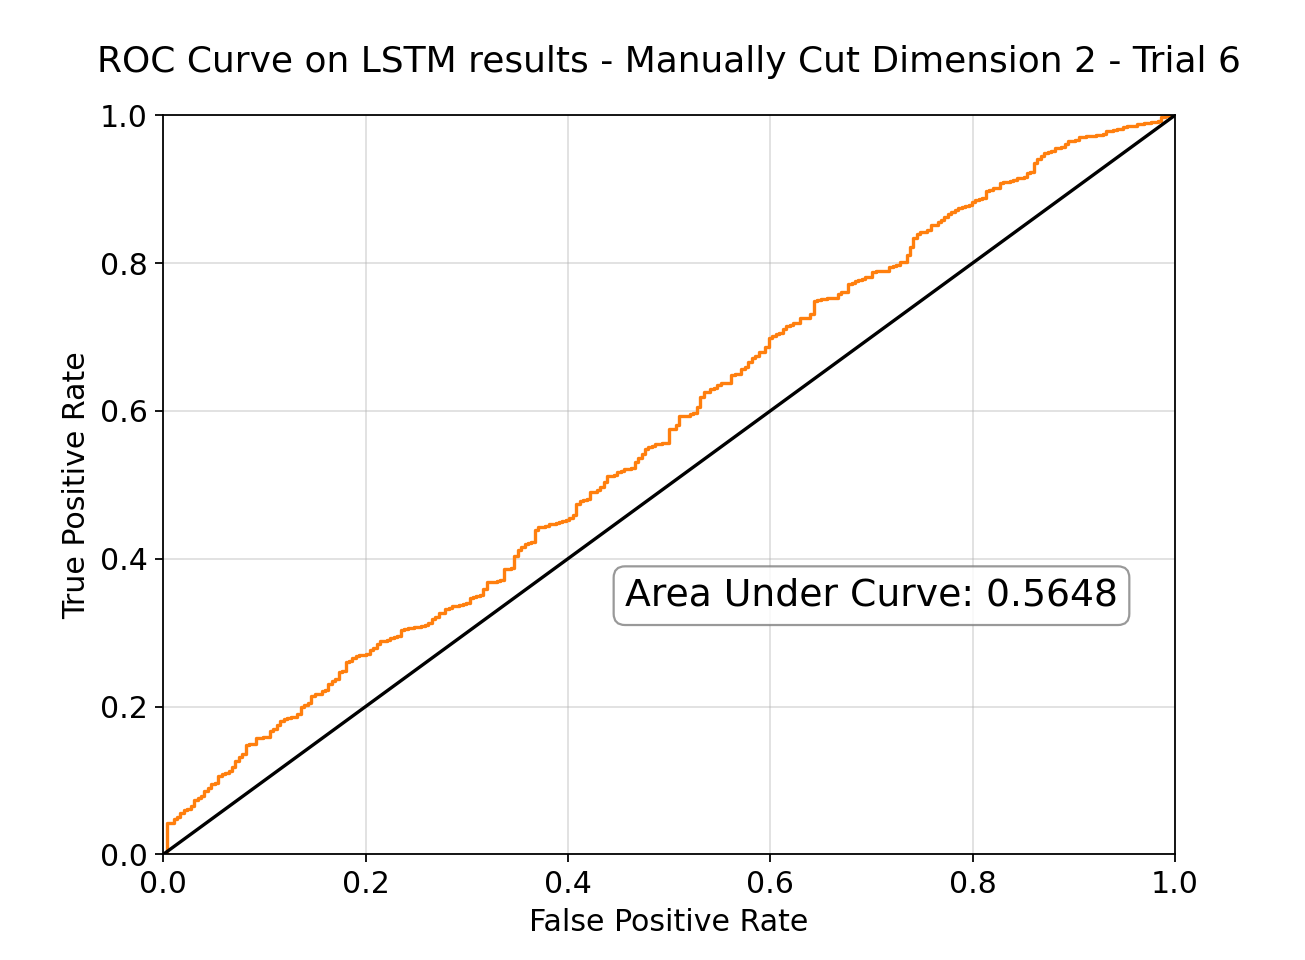 ROC Curve on LSTM results - Manually Cut Dimension 2 - Trial 6
1.0
0.8
0.6
0.4
0.2
0.0
True Positive Rate
Area Under Curve: 0.5648
0.0 0.2 0.4 0.6 0.8 1.0
False Positive Rate